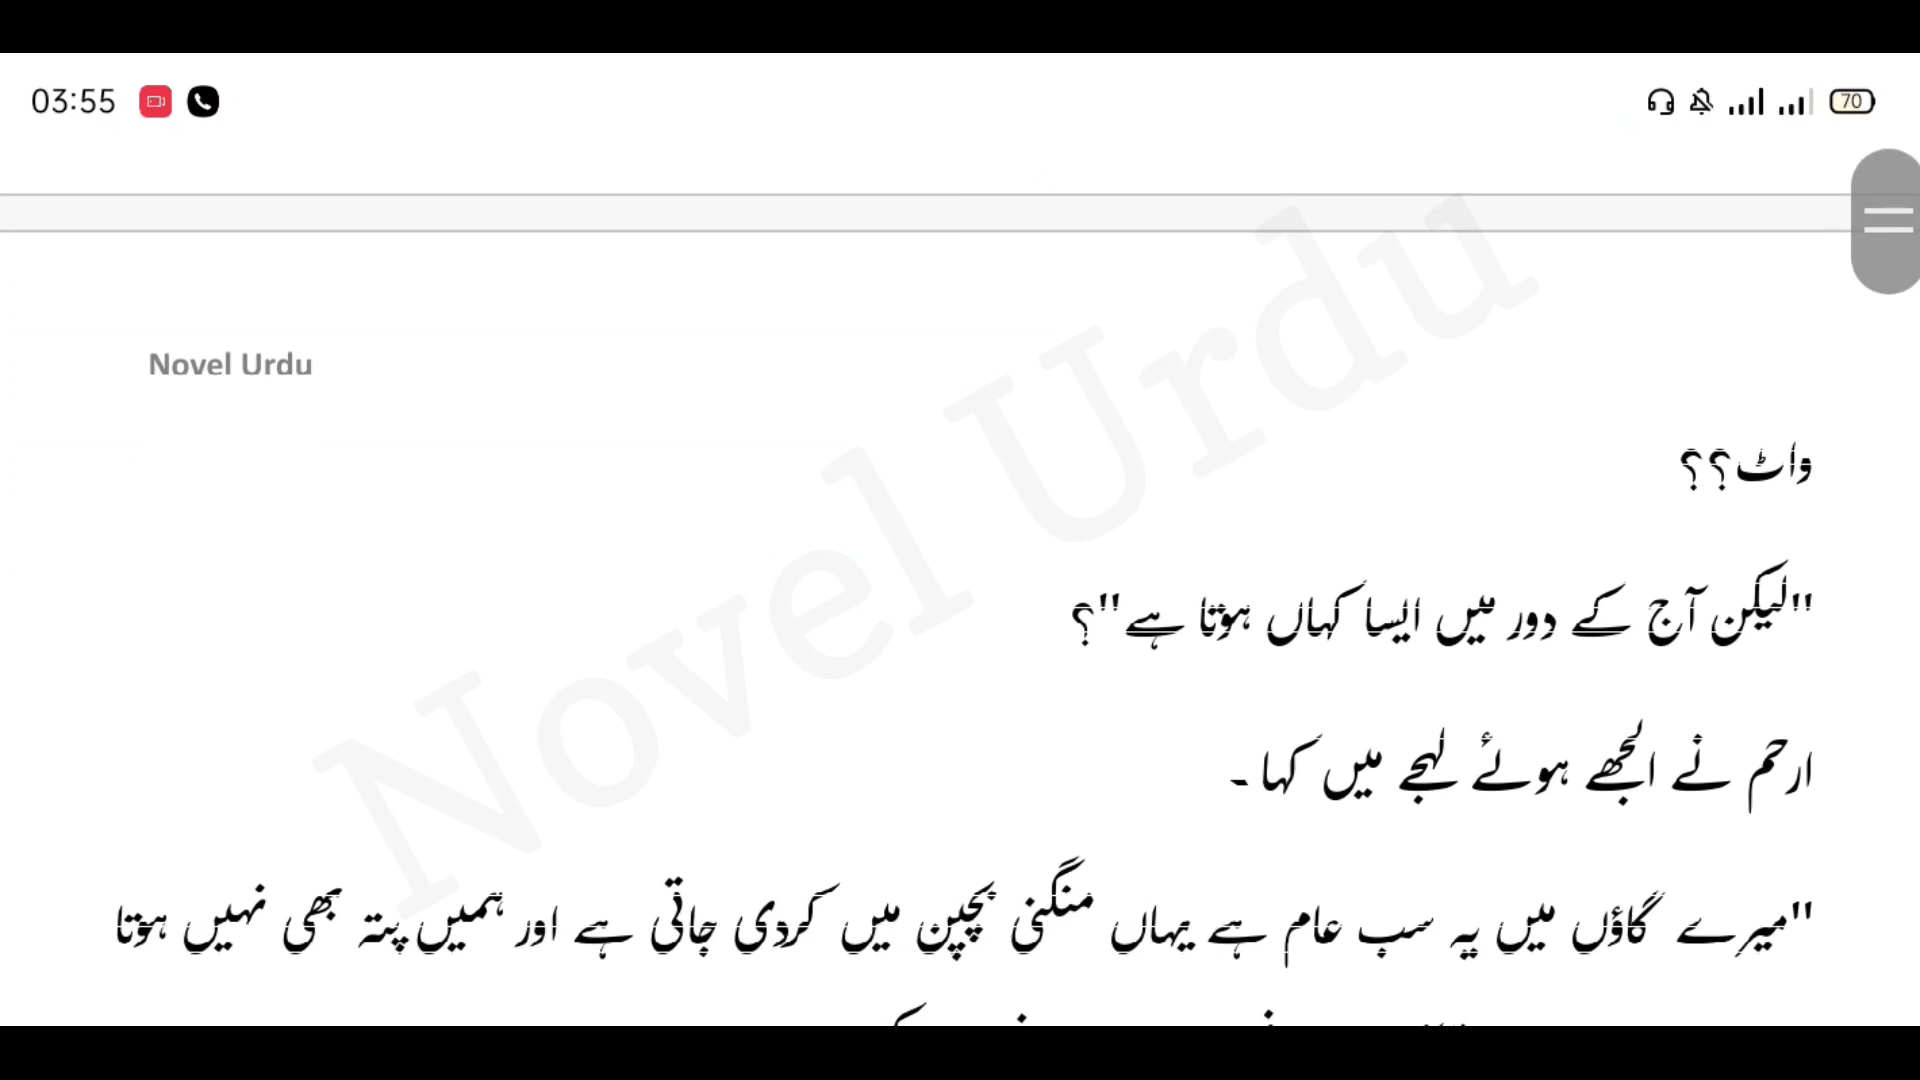 03:55
70
Novel Urdu
Novel Urdu
واٹ؟؟
"لیکن آج کے دور میں ایسا کہاں ہوتا ہے"؟
ارحم نے الجھے ہوئے لہجے میں کہا۔
"میرے گاؤں میں یہ سب عام ہے یہاں منگنی بچپن میں کردی جاتی ہے اور ہمیں پتہ بھی نہیں ہوتا